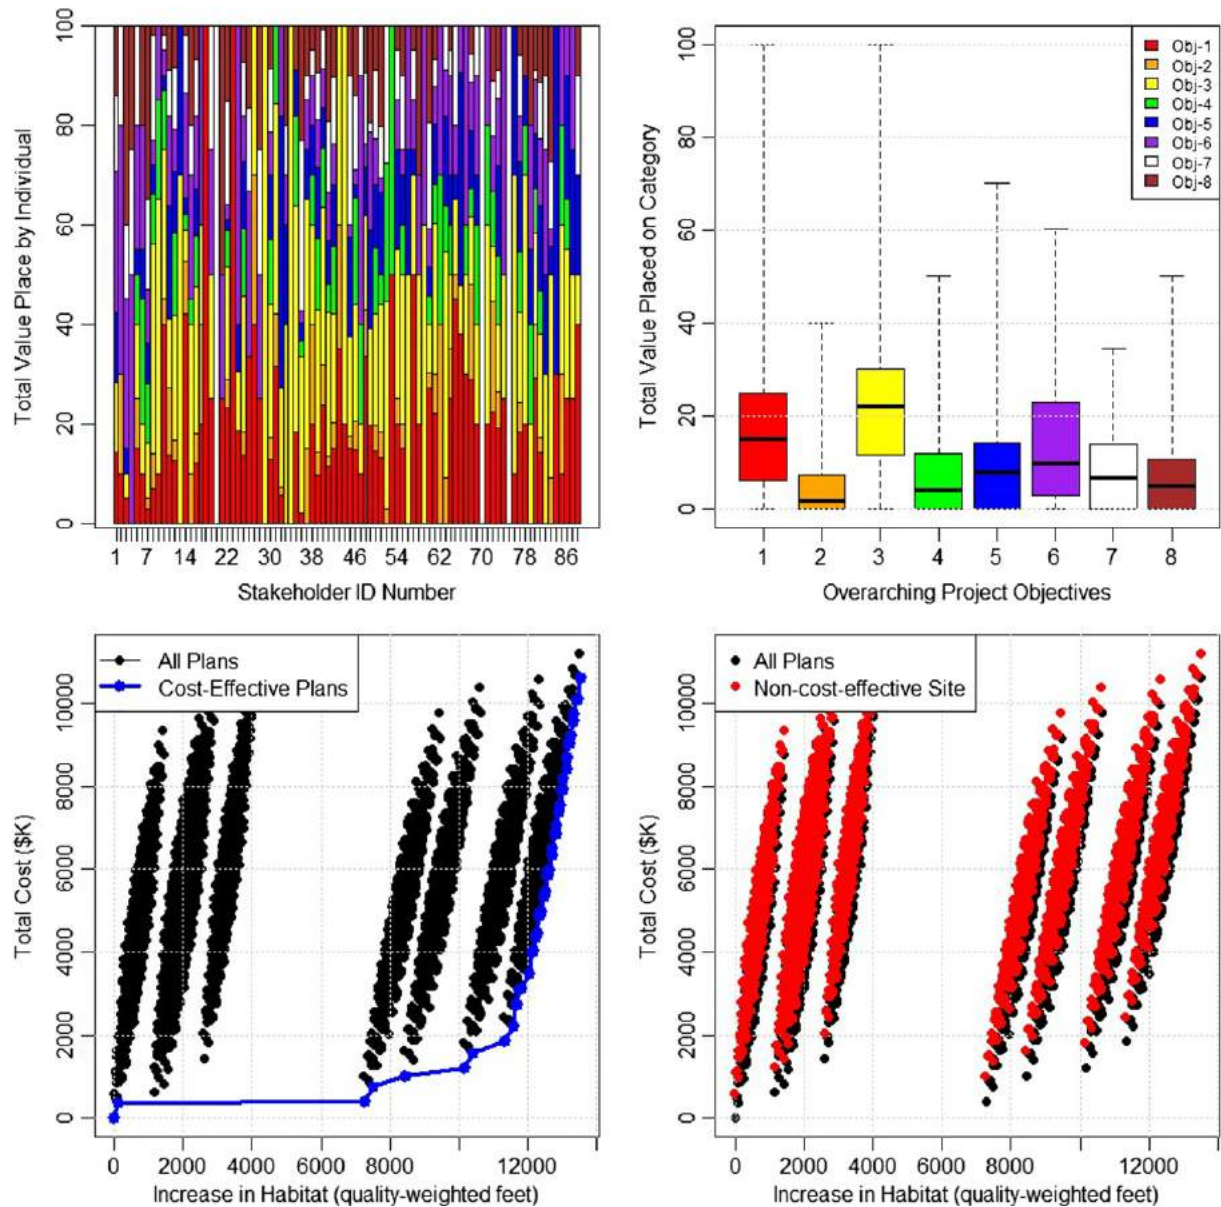 Total Value Place by Individual
100
80
60
40
20
0
1 7 14 22 30 38 46 54 62 70 78 86
Stakeholder ID Number
Total Value Placed on Category
100
80
60
40
20
0
Obj-1
Obj-2
Obj-3
Obj-4
Obj-5
Obj-6
Obj-7
Obj-8
1 2 3 4 5 6 7 8
Overarching Project Objectives
Total Cost ($K)
10000
8000
6000
4000
2000
0
All Plans
Cost-Effective Plans
0 2000 4000 8000 12000
Increase in Habitat (quality-weighted feet)
Total Cost ($K)
10000
8000
6000
4000
2000
0
All Plans
Non-cost-effective Site
0 2000 4000 8000 12000
Increase in Habitat (quality-weighted feet)